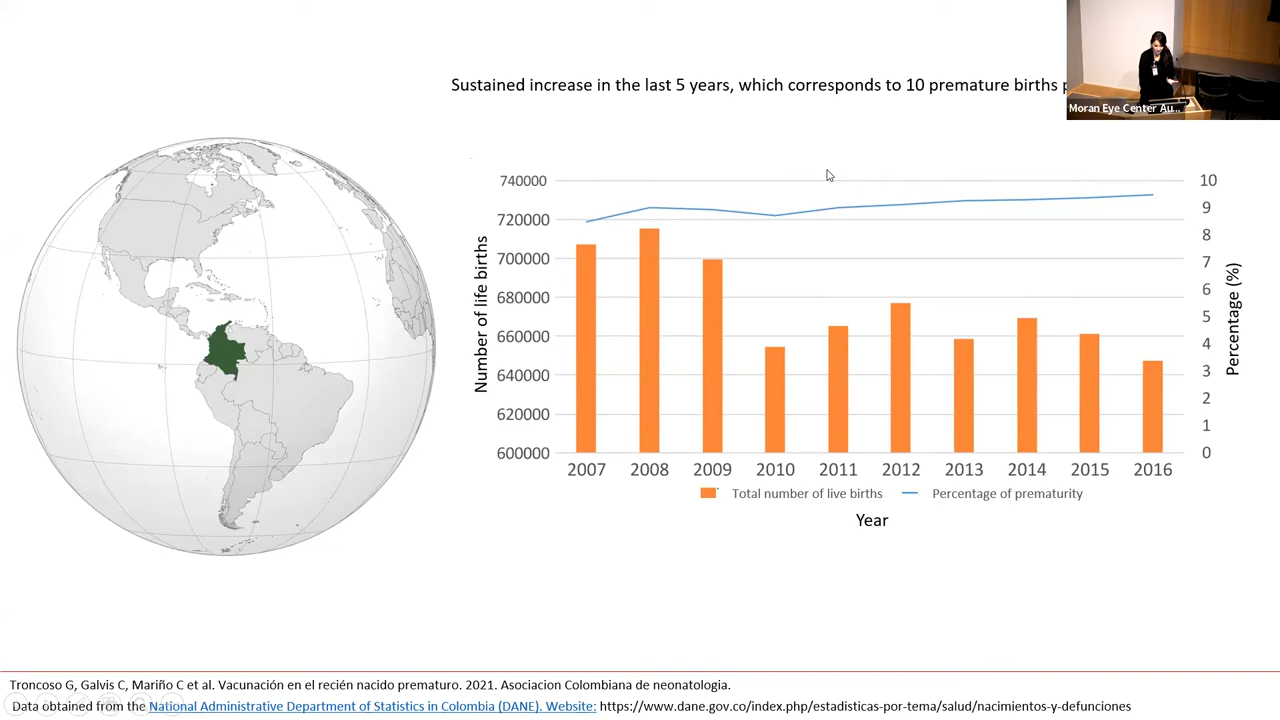 Sustained increase in the last 5 years, which corresponds to 10 premature births
Moran Eye Center Au...
Number of life births
740000
720000
700000
680000
660000
640000
620000
600000
10
9
8
7
6
5
4
3
2
1
0
Percentage (%)
2007 2008 2009 2010 2011 2012 2013 2014 2015 2016
Total number of live births Percentage of prematurity
Year
Troncoso G, Galvis C, Mariño C et al. Vacunación en el recién nacido prematuro. 2021. Asociacion Colombiana de neonatologia.
Data obtained from the National Administrative Department of Statistics in Colombia (DANE). Website: https://www.dane.gov.co/index.php/estadisticas-por-tema/salud/nacimientos-y-defunciones